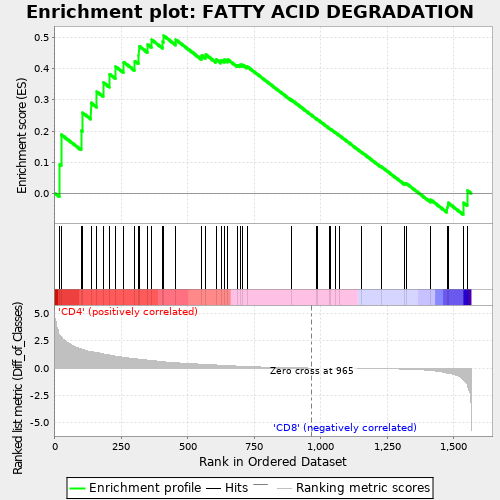 Enrichment plot: FATTY ACID DEGRADATION
Enrichment score (ES)
0.5
0.4
0.3
0.2
0.1
0.0
'CD4' (positively correlated)
Ranked list metric (Diff_of_Classes)
5.0
2.5
0.0
-2.5
-5.0
Zero cross at 965
'CD8' (negatively correlated)
0 250 500 750 1,000 1,250 1,500
Rank in Ordered Dataset
Enrichment profile Hits Ranking metric scores